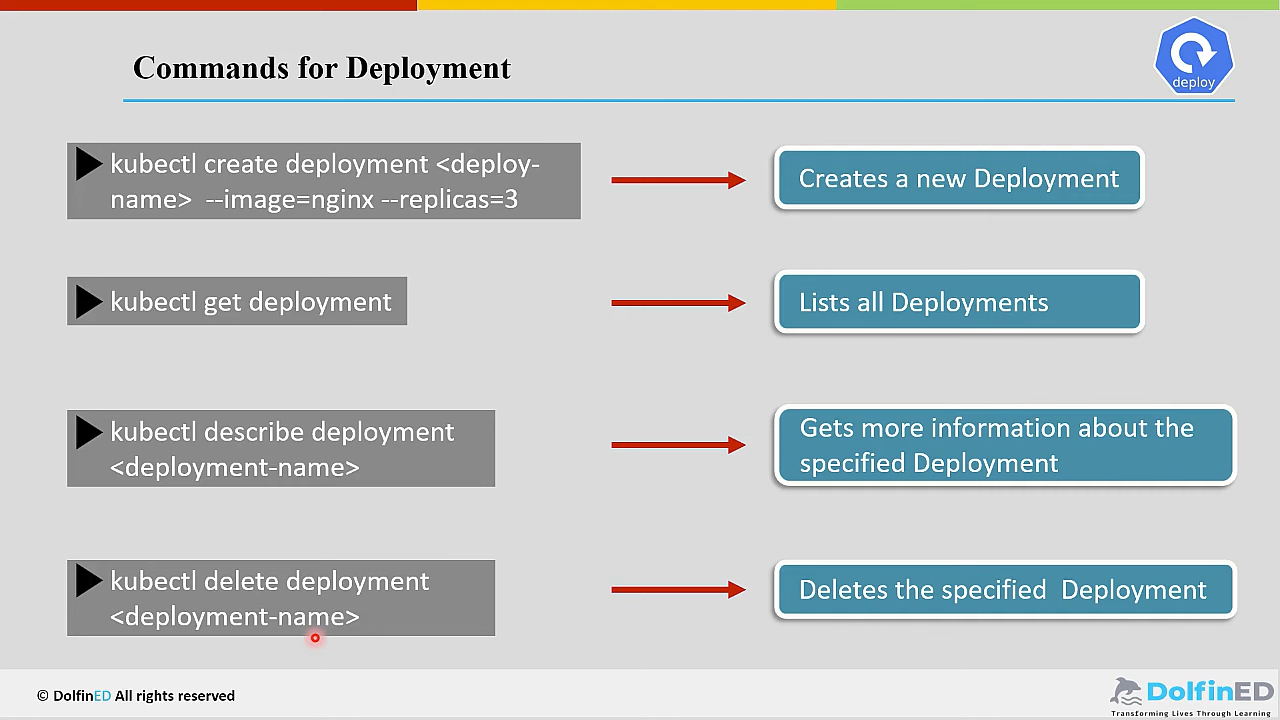 Commands for Deployment
deploy
kubectl create deployment <deploy-
name>  --image=nginx --replicas=3
Creates a new Deployment
kubectl get deployment
Lists all Deployments
kubectl describe deployment
<deployment-name>
Gets more information about the
specified Deployment
kubectl delete deployment
<deployment-name>
Deletes the specified  Deployment
© DolfinED All rights reserved
DolfinED
Transforming Lives Through Learning